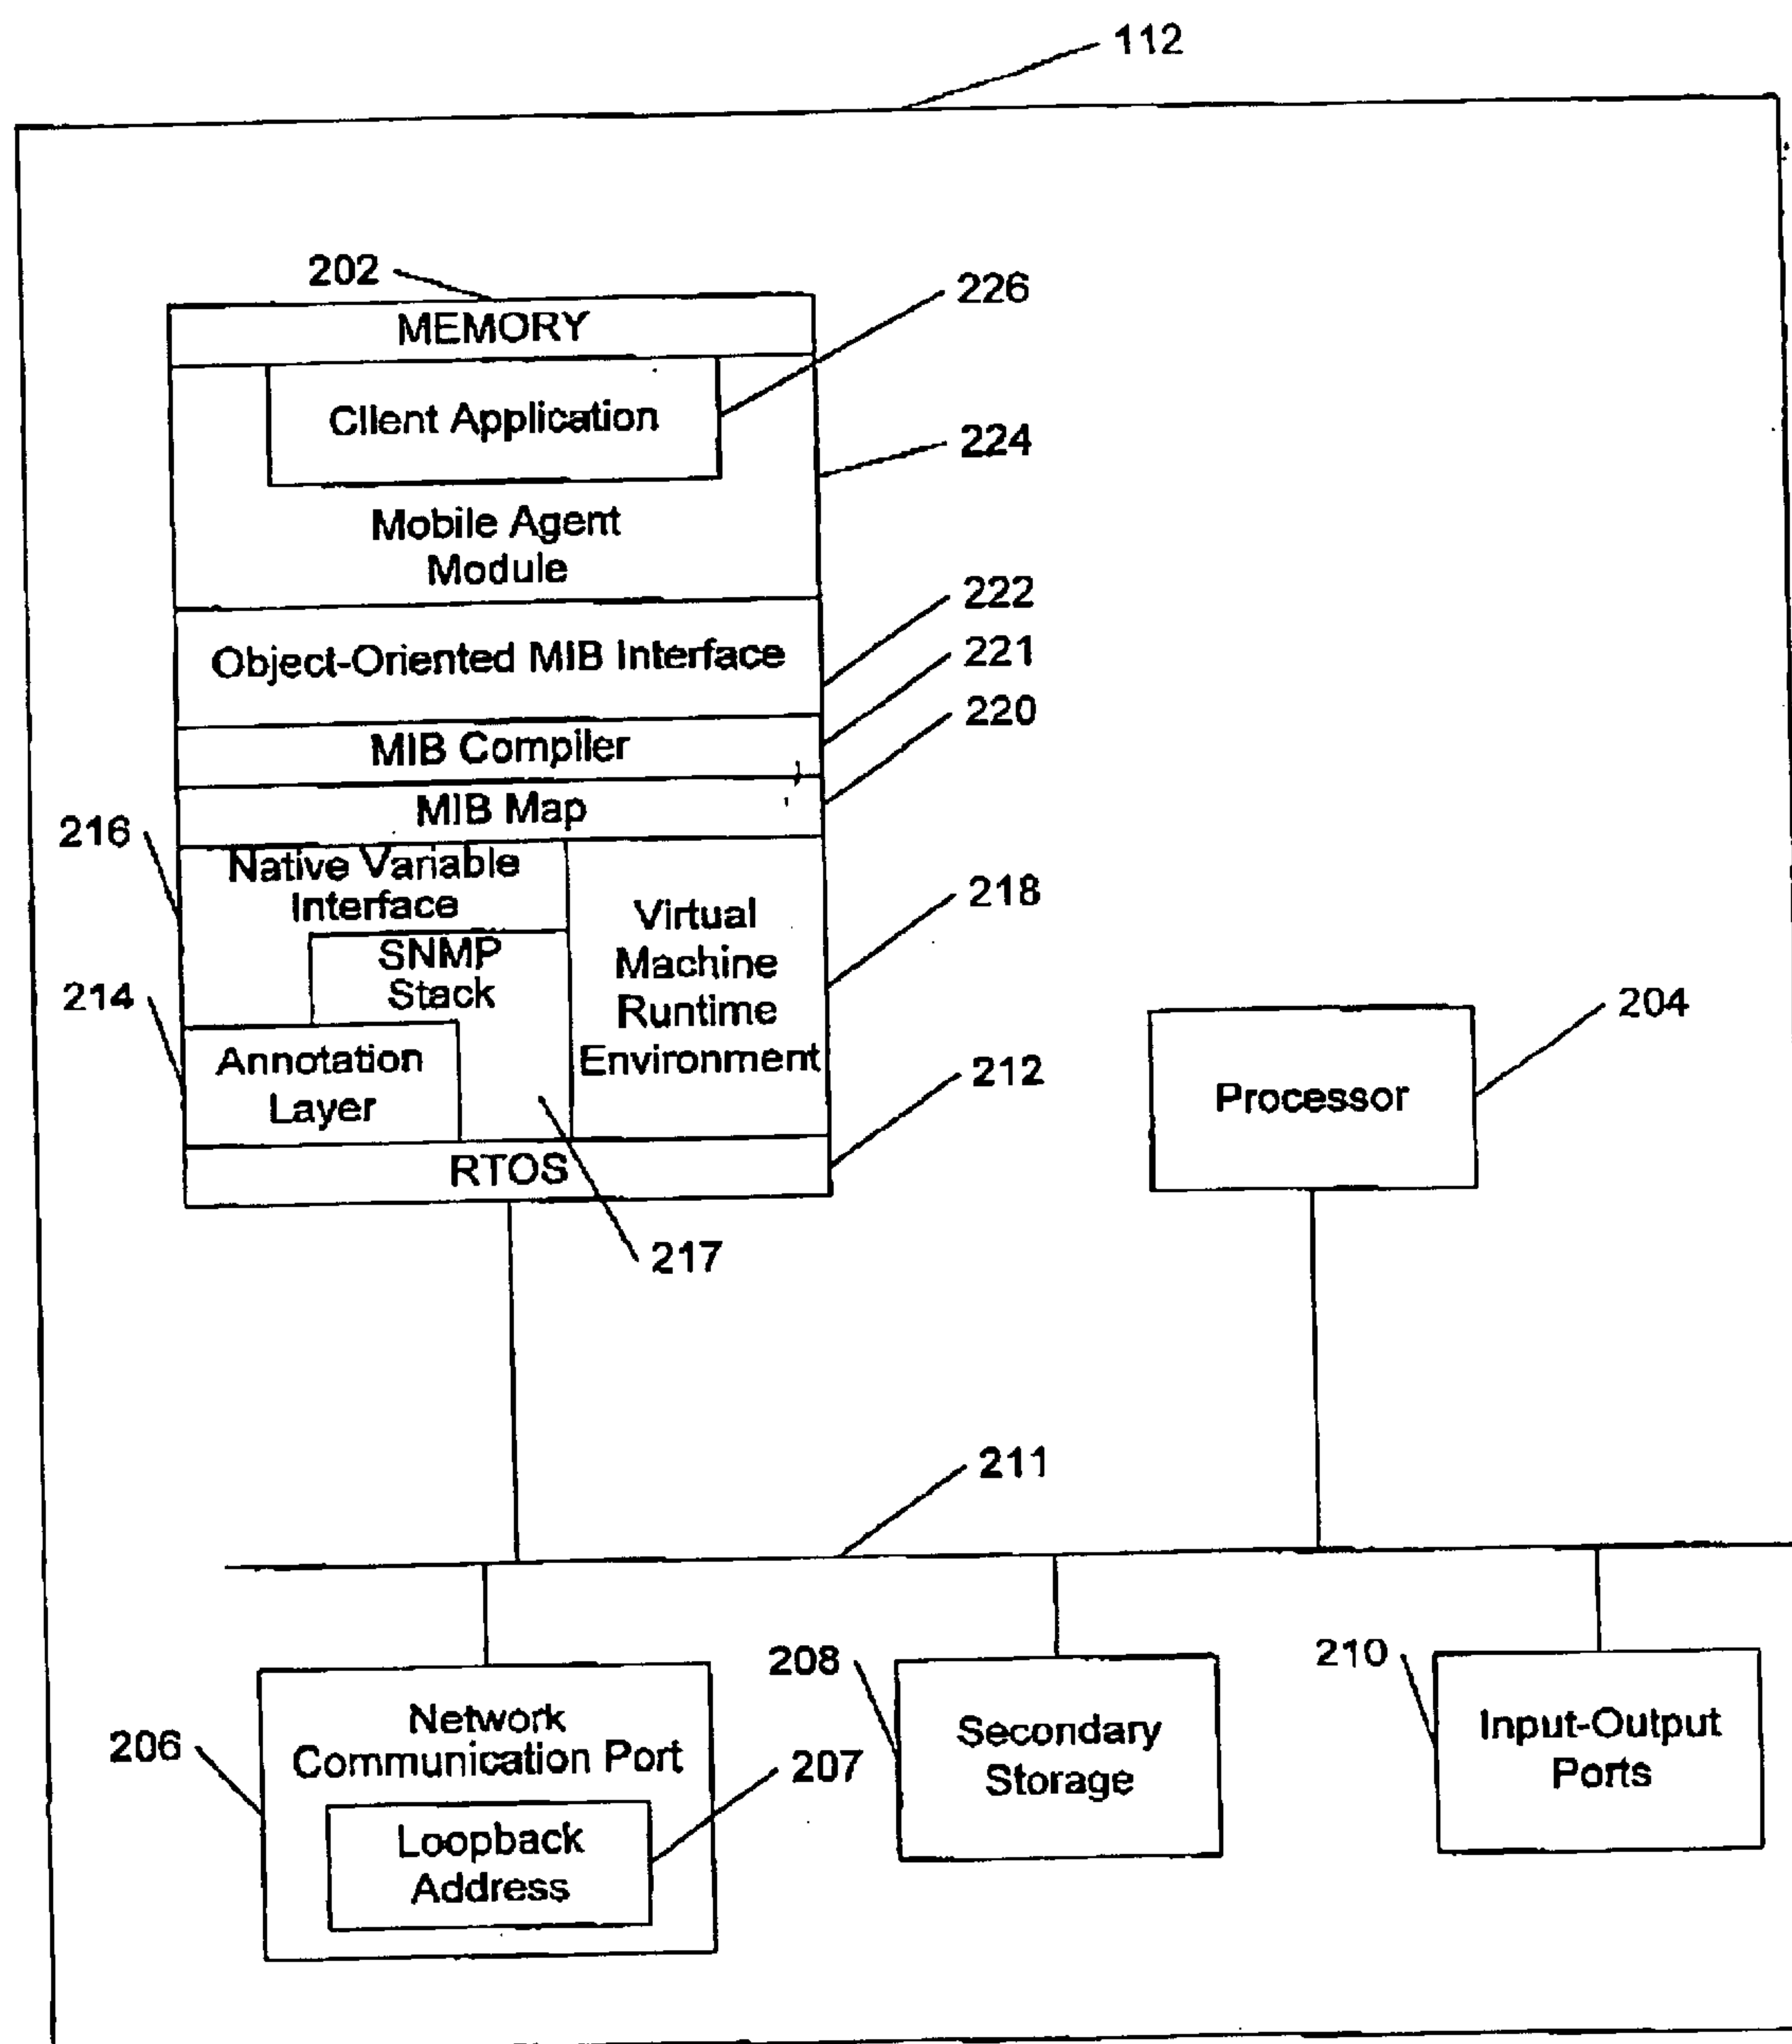 112
202
MEMORY
226
Client Application
224
Mobile Agent
Module
222
Object-Oriented MIB Interface
221
MIB Compiler
220
MIB Map
216
Native Variable
Interface
218
Virtual
Machine
Runtime
Environment
SNMP
Stack
214
204
Annotation
Layer
212
Processor
RTOS
217
211
208
210
206
Network
Communication Port
207
Secondary
Storage
Input-Output
Ports
Loopback
Address